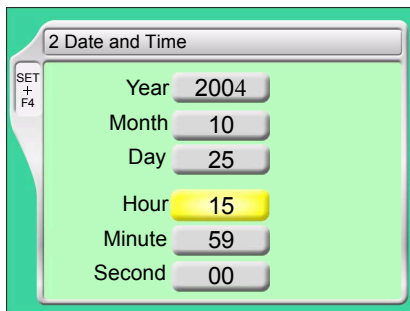 2 Date and Time
SET
+
F4
Year 2004
Month 10
Day 25
Hour 15
Minute 59
Second 00